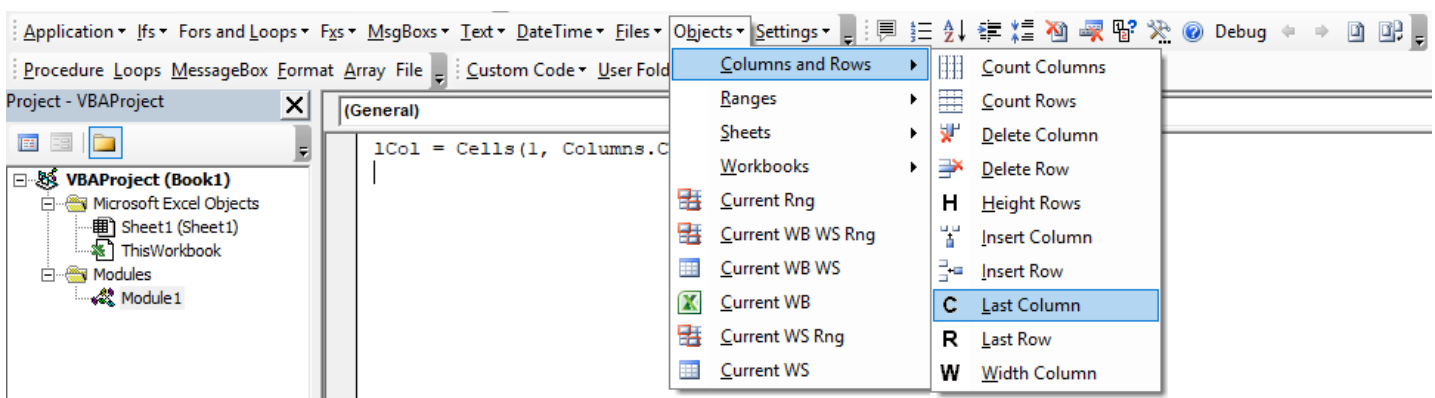 Application Ifs Fors and Loops Fxs MsgBoxs Text DateTime Files Objects Settings Debug
Procedure Loops MessageBox Format Array File Custom Code User Fold
Project - VBAProject
(General)
lCol = Cells(1, Columns.C
VBAProject (Book1)
Microsoft Excel Objects
Sheet1 (Sheet1)
ThisWorkbook
Modules
Module1
Columns and Rows
Ranges
Sheets
Workbooks
Current Rng
Current WB WS Rng
Current WB WS
Current WB
Current WS Rng
Current WS
Count Columns
Count Rows
Delete Column
Delete Row
H Height Rows
Insert Column
Insert Row
C Last Column
R Last Row
W Width Column